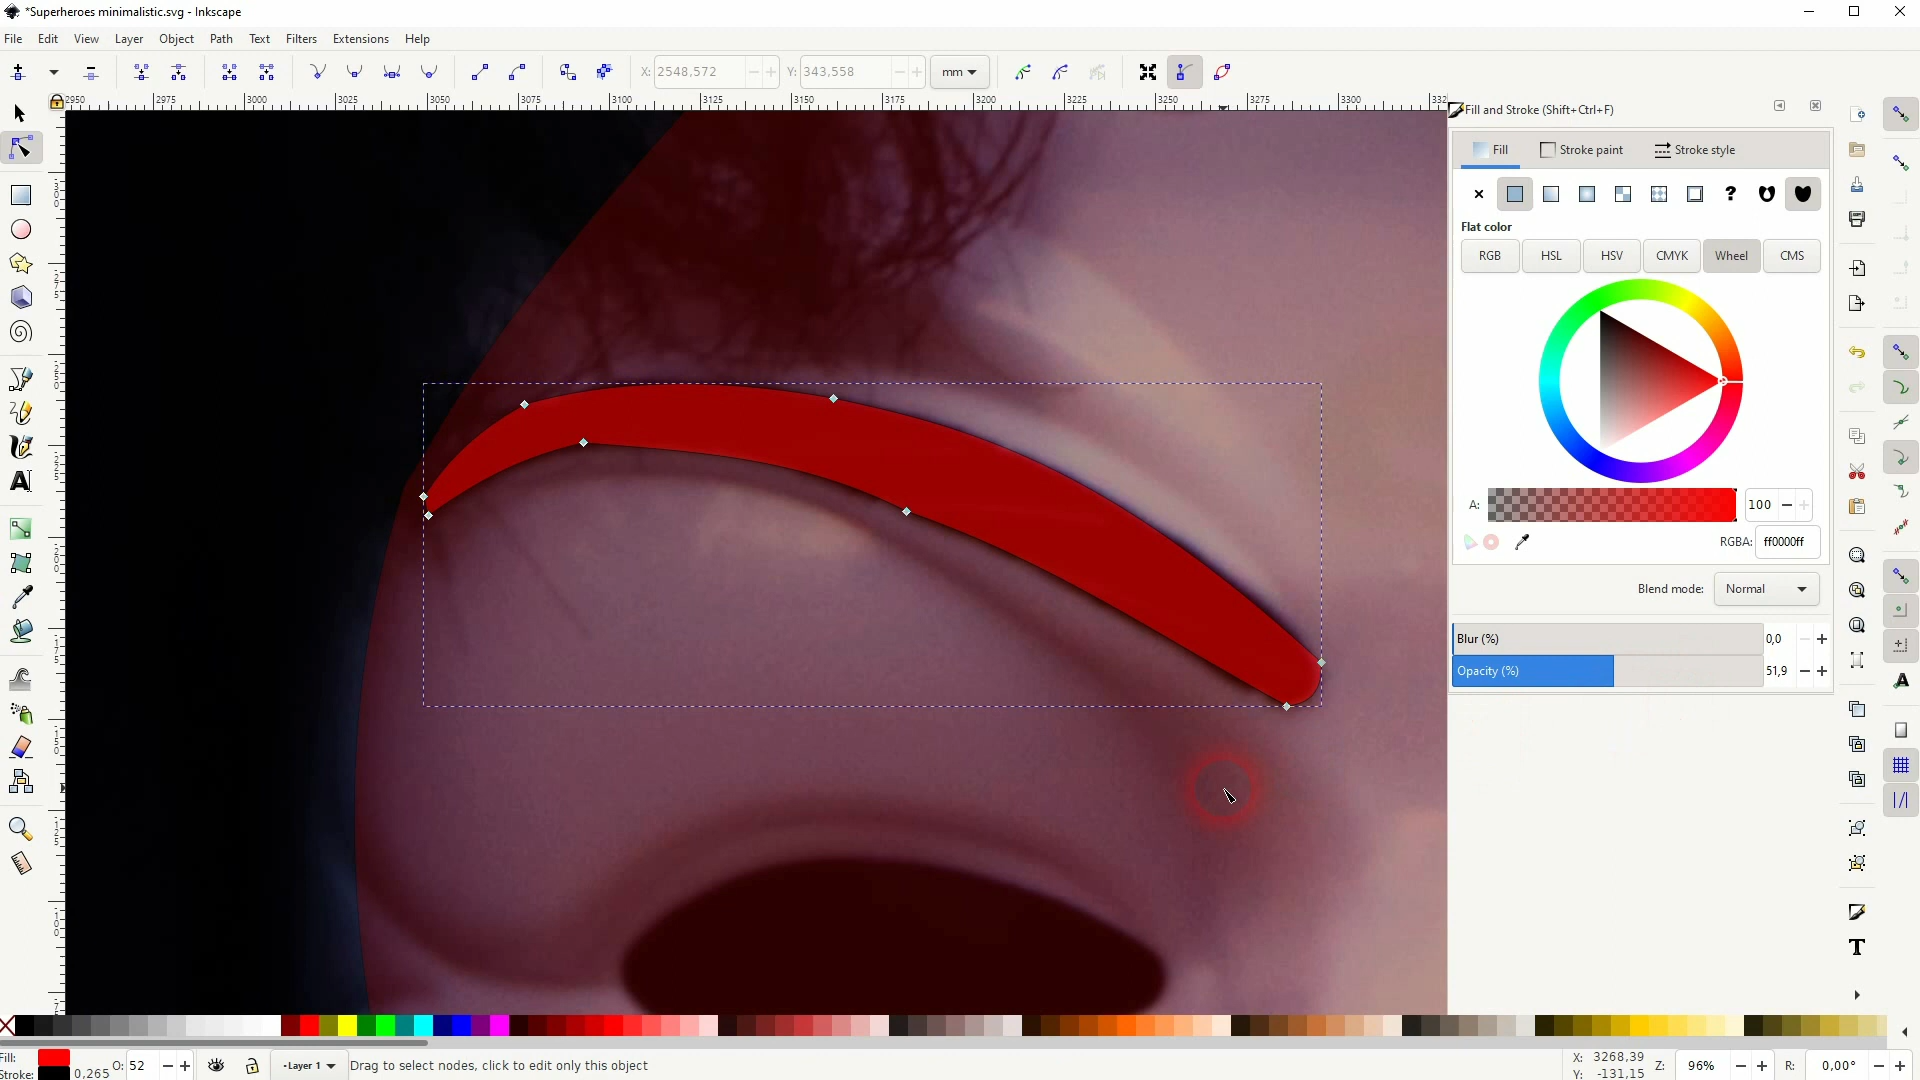 *Superheroes minimalistic.svg - Inkscape
File Edit View Layer Object Path Text Filters Extensions Help
X: 2548,572 Y: 343,558 mm
2950 2975 3000 3025 3050 3075 3100 3125 3150 3175 3200 3225 3250 3275 3300 332
Fill and Stroke (Shift+Ctrl+F)
Fill Stroke paint Stroke style
Flat color
RGB HSL HSV CMYK Wheel CMS
A: 100
RGBA: ff0000ff
Blend mode: Normal
Blur (%) 0,0
Opacity (%) 51,9
Fill:
Stroke: 0,265 O: 52 Layer 1 Drag to select nodes, click to edit only this object
X: 3268,39
Y: -131,15
Z: 96% R: 0,00°